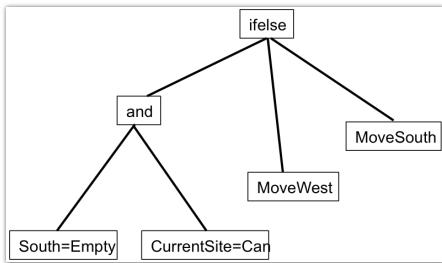 ifelse
and
MoveSouth
MoveWest
South=Empty
CurrentSite=Can